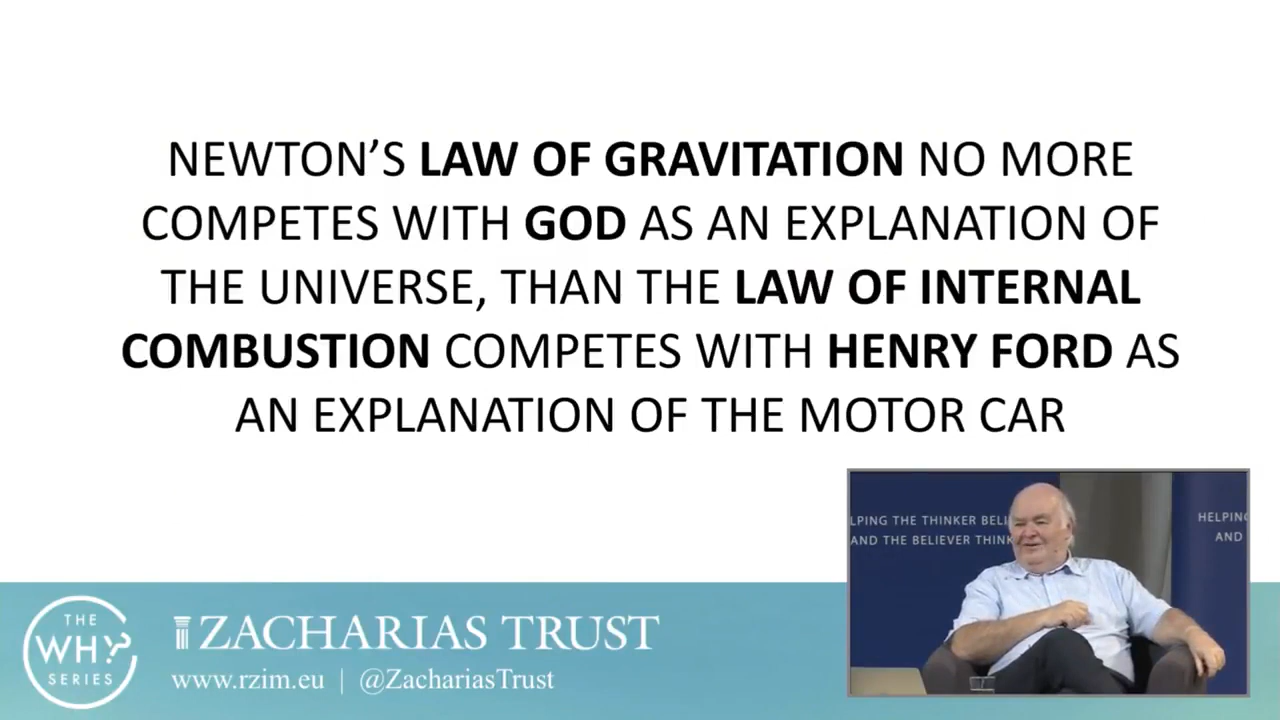 NEWTON'S LAW OF GRAVITATION NO MORE
COMPETES WITH GOD AS AN EXPLANATION OF
THE UNIVERSE, THAN THE LAW OF INTERNAL
COMBUSTION COMPETES WITH HENRY FORD AS
AN EXPLANATION OF THE MOTOR CAR
LPING THE THINKER BELI
AND THE BELIEVER THINK
HELPING
AND
THE
WHY?
SERIES
ZACHARIAS TRUST
www.rzim.eu | @ZachariasTrust